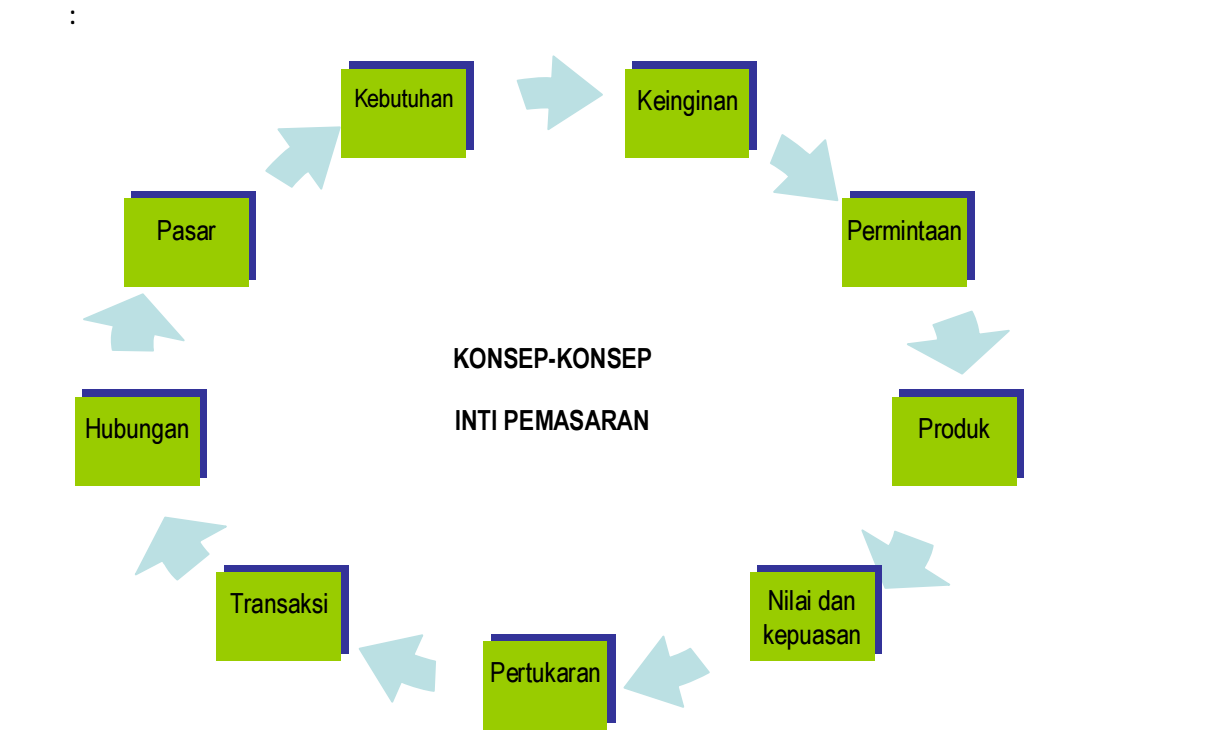 :
Kebutuhan
Keinginan
Permintaan
Produk
Nilai dan
kepuasan
Pertukaran
Transaksi
Hubungan
Pasar
KONSEP-KONSEP
INTI PEMASARAN